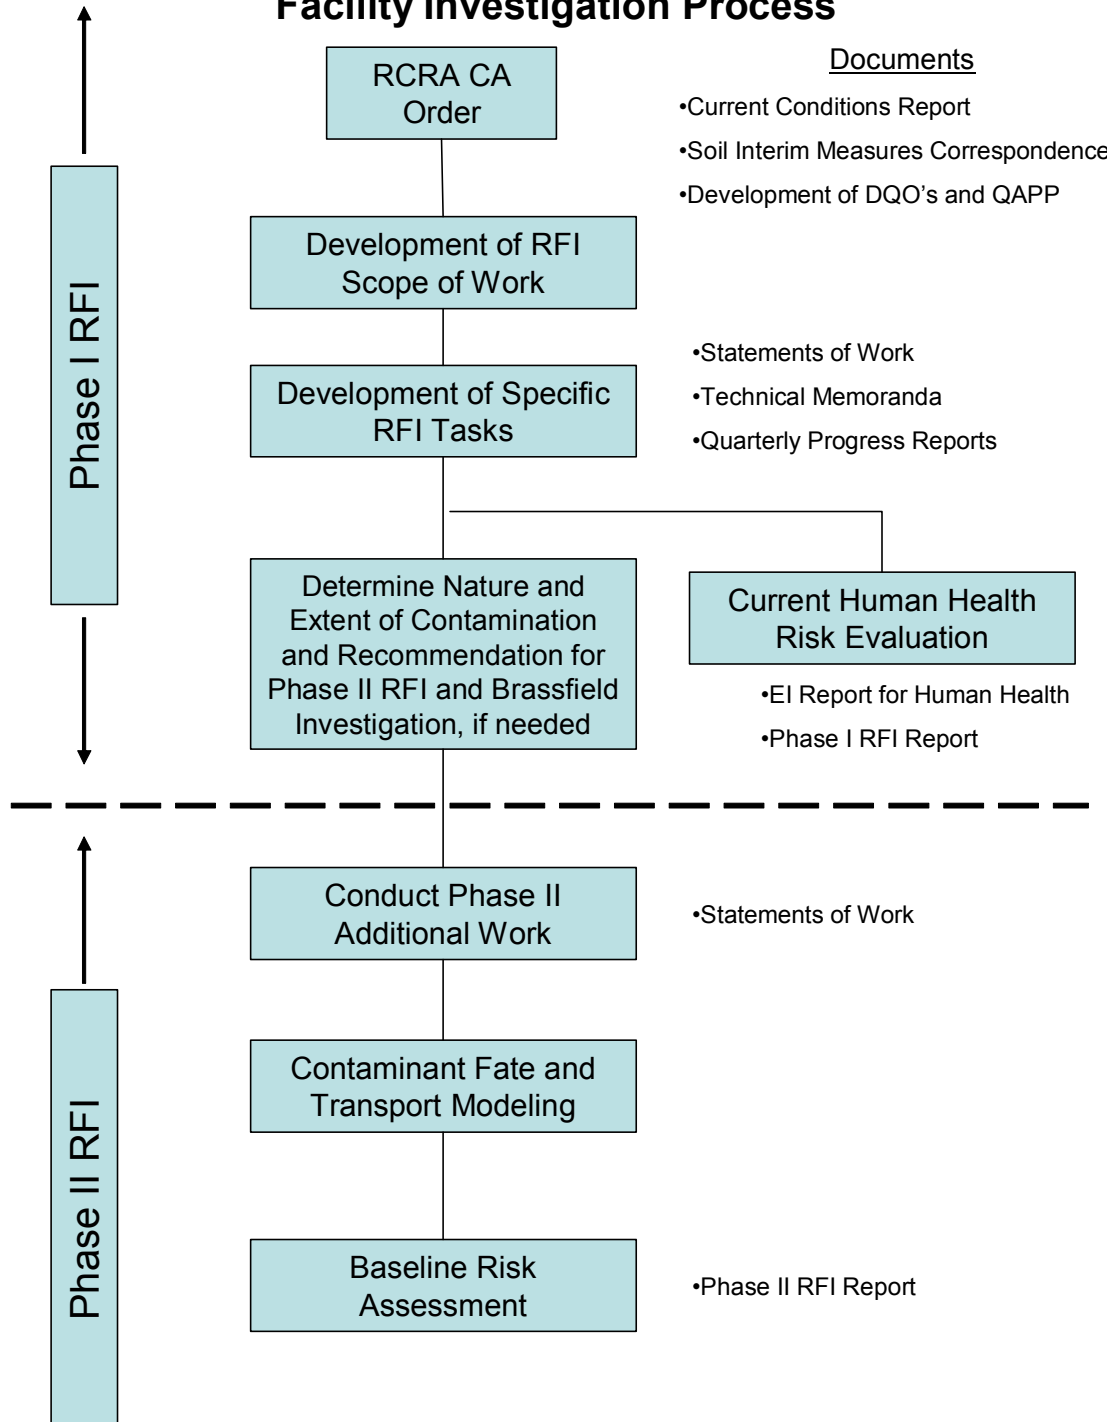 Facility Investigation Process
RCRA CA
Order
Documents
•Current Conditions Report
•Soil Interim Measures Correspondence
•Development of DQO's and QAPP
Phase I RFI
Development of RFI
Scope of Work
Development of Specific
RFI Tasks
•Statements of Work
•Technical Memoranda
•Quarterly Progress Reports
Determine Nature and
Extent of Contamination
and Recommendation for
Phase II RFI and Brassfield
Investigation, if needed
Current Human Health
Risk Evaluation
•EI Report for Human Health
•Phase I RFI Report
Phase II RFI
Conduct Phase II
Additional Work
•Statements of Work
Contaminant Fate and
Transport Modeling
Baseline Risk
Assessment
•Phase II RFI Report